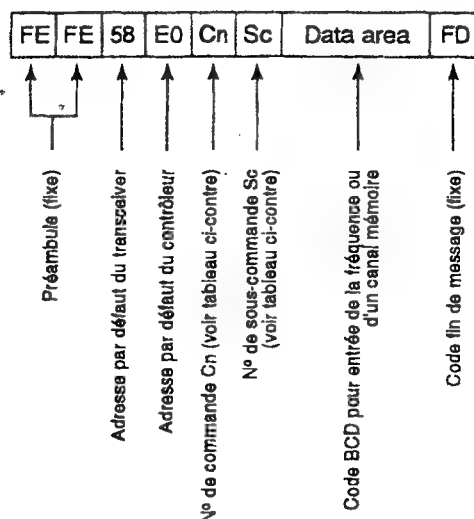 FE FE 58 E0 Cn Sc Data area FD
Préambule (fixe)
Adresse par défaut du transceiver
Adresse par défaut du contrôleur
Nº de commande Cn (voir tableau ci-contre)
Nº de sous-commande Sc
(voir tableau ci-contre)
Code BCD pour entrée de la fréquence ou
d'un canal mémoire
Code fin de message (fixe)